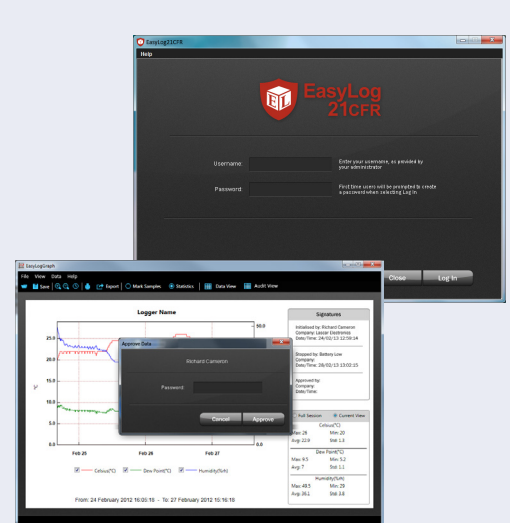 EasyLog21CFR
Help
EL
EasyLog
21CFR
Username:
Enter your username, as provided by
your administrator
Password:
First time users will be prompted to create
a password when selecting Log In
Close
Log In
EasyLogGraph
File View Data Help
Save
Export
Mark Samples
Statistics
Data View
Audit View
Logger Name
25.0
20.0
15.0
10.0
5.0
0.0
°C
50.0
0.0
Feb 25
Feb 26
Feb 27
Celsius(°C)
Dew Point(°C)
Humidity(%rh)
From: 24 February 2012 16:05:18 - To: 27 February 2012 15:16:18
Approve Data
Richard Cameron
Password:
Cancel
Approve
Signatures
Initialised by: Richard Cameron
Company: Lascar Electronics
Date/Time: 24/02/13 12:59:14
Stopped by: Battery Low
Company:
Date/Time: 28/02/13 13:02:15
Approved by:
Company:
Date/Time:
Full Session
Current View
Celsius(°C)
Max: 26 Min: 20
Avg: 22.9 Std: 1.3
Dew Point(°C)
Max: 9.5 Min: 5.2
Avg: 7 Std: 1.1
Humidity(%rh)
Max: 49.5 Min: 29
Avg: 36.1 Std: 3.8